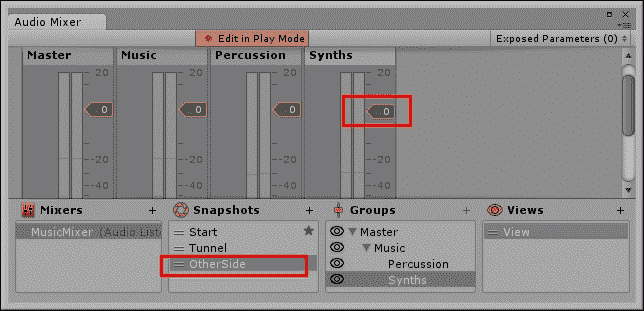 Audio Mixer
Edit in Play Mode
Exposed Parameters (0)
Master Music Percussion Synths
20 20 20 20
0 0 0 0
-20 -20 -20 -20
-40 -40 -40 -40
Mixers + Snapshots + Groups + Views +
MusicMixer (Audio Liste Start Master View
Tunnel Music
OtherSide Percussion
Synths